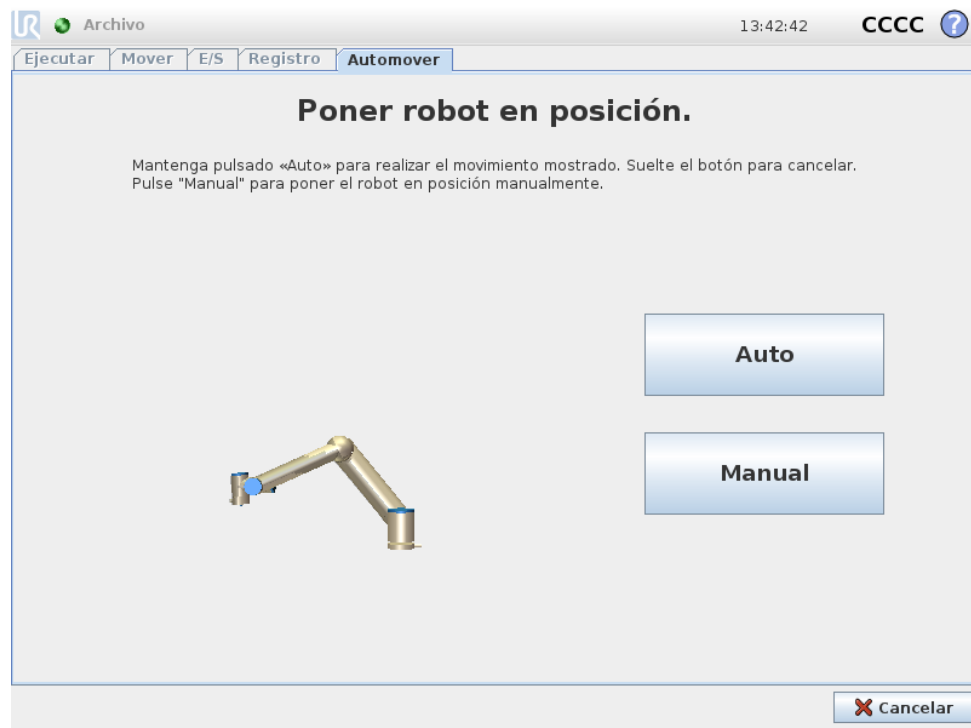 UR Archivo 13:42:42 CCCC ?
Ejecutar Mover E/S Registro Automover
Poner robot en posición.
Mantenga pulsado «Auto» para realizar el movimiento mostrado. Suelte el botón para cancelar.
Pulse "Manual" para poner el robot en posición manualmente.
Auto
Manual
Cancelar